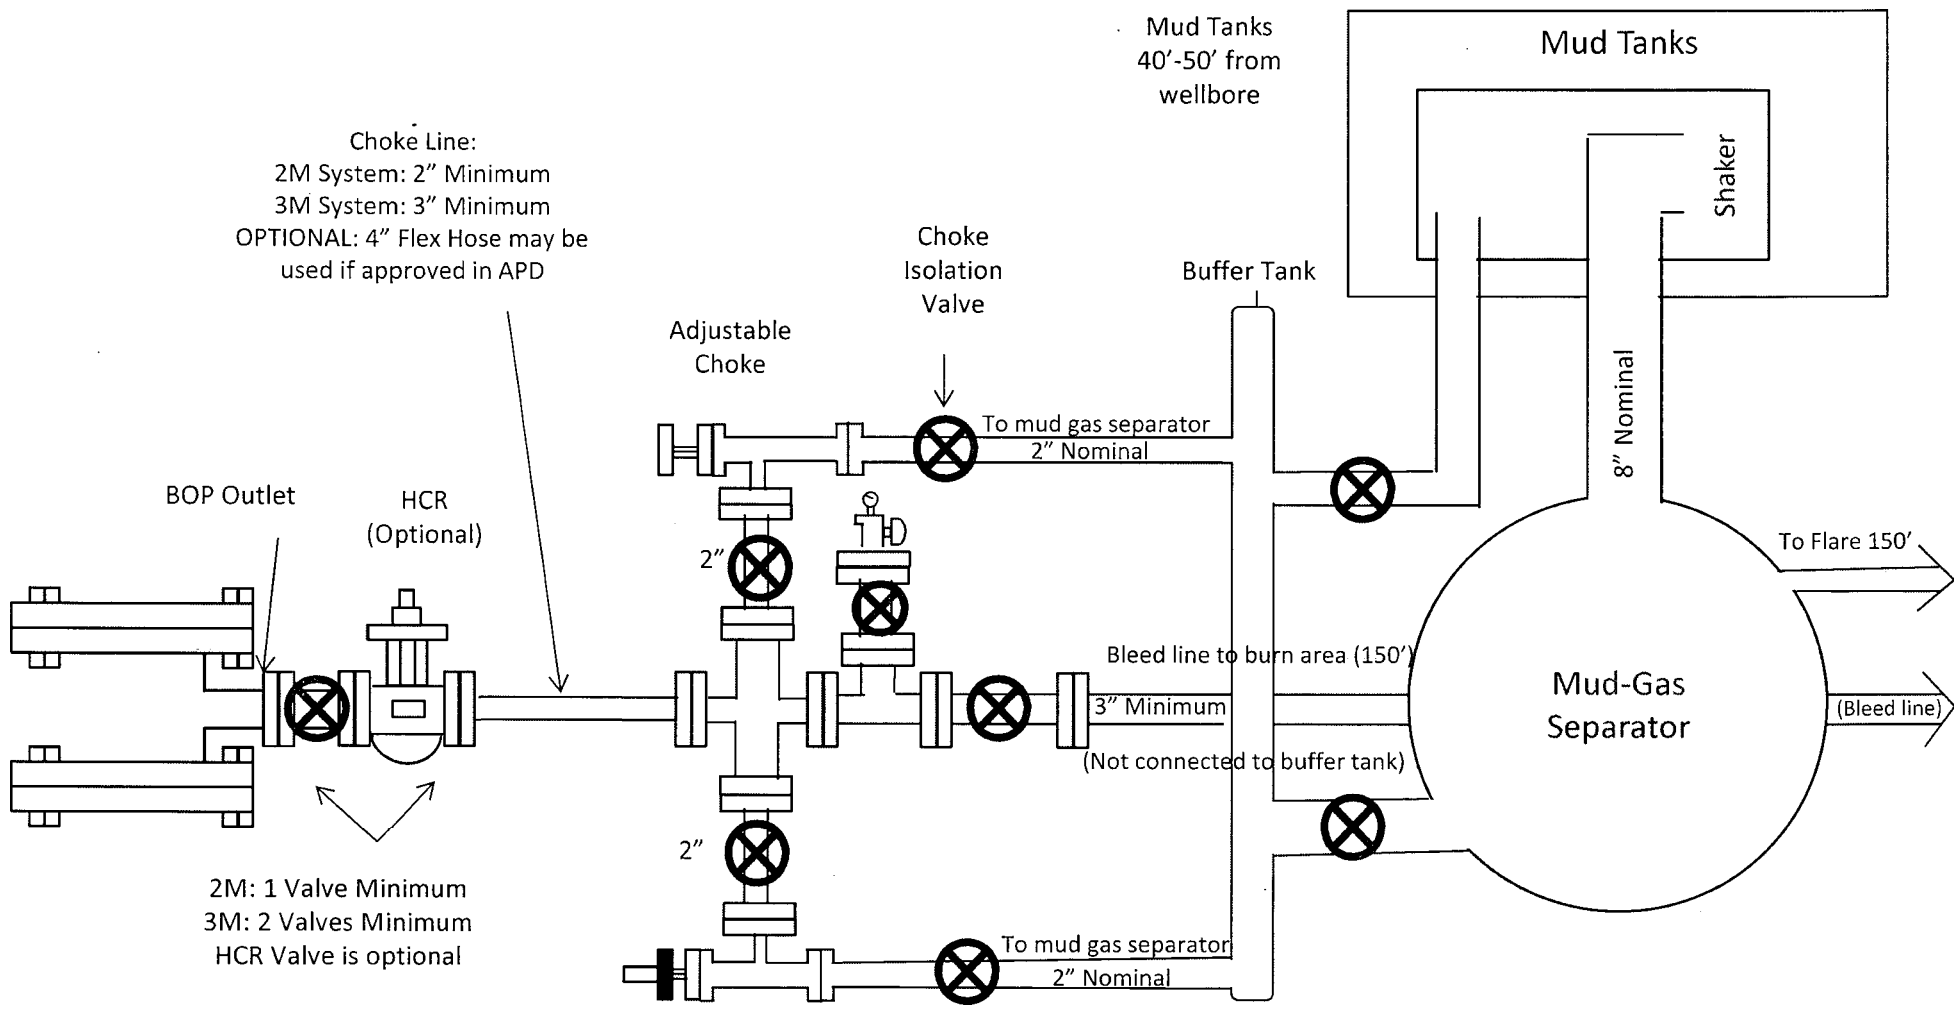 Mud Tanks
40’-50’ from
wellbore
Mud Tanks
Shaker
Choke Line:
2M System: 2” Minimum
3M System: 3” Minimum
OPTIONAL: 4” Flex Hose may be
used if approved in APD
Choke
Isolation
Valve
Buffer Tank
Adjustable
Choke
8” Nominal
To mud gas separator
2” Nominal
BOP Outlet
HCR
(Optional)
2”
To Flare 150’
Bleed line to burn area (150’)
3” Minimum
(Not connected to buffer tank)
Mud-Gas
Separator
(Bleed line)
2”
2M: 1 Valve Minimum
3M: 2 Valves Minimum
HCR Valve is optional
To mud gas separator
2” Nominal